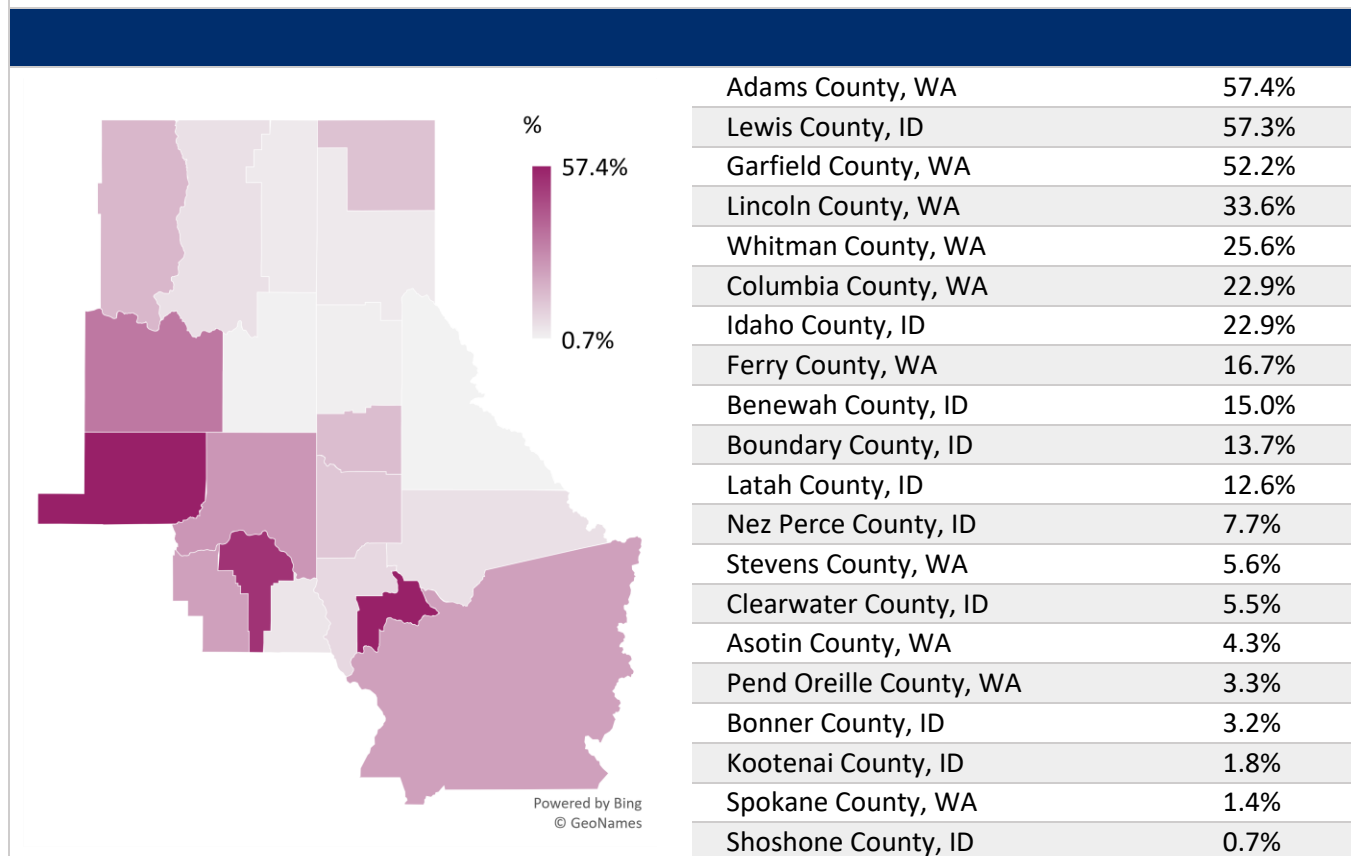 %
57.4%
0.7%
Powered by Bing
© GeoNames
Adams County, WA 57.4%
Lewis County, ID 57.3%
Garfield County, WA 52.2%
Lincoln County, WA 33.6%
Whitman County, WA 25.6%
Columbia County, WA 22.9%
Idaho County, ID 22.9%
Ferry County, WA 16.7%
Benewah County, ID 15.0%
Boundary County, ID 13.7%
Latah County, ID 12.6%
Nez Perce County, ID 7.7%
Stevens County, WA 5.6%
Clearwater County, ID 5.5%
Asotin County, WA 4.3%
Pend Oreille County, WA 3.3%
Bonner County, ID 3.2%
Kootenai County, ID 1.8%
Spokane County, WA 1.4%
Shoshone County, ID 0.7%